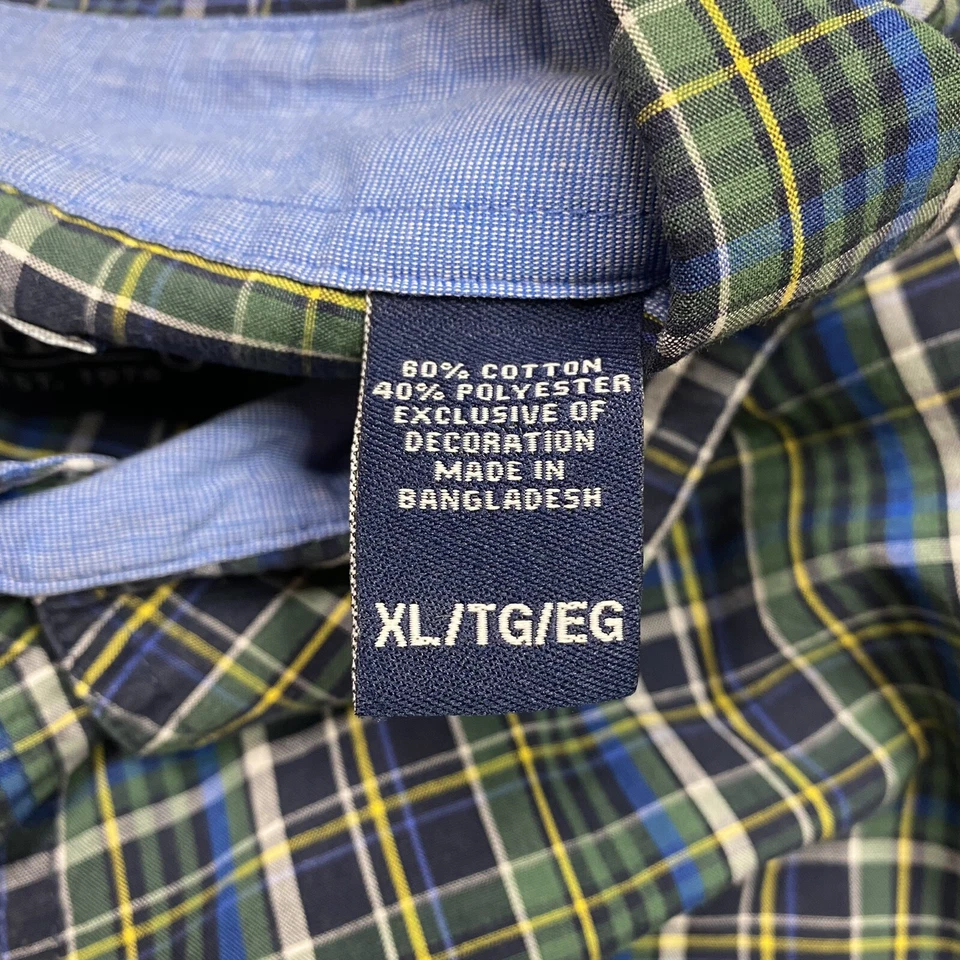 60% COTTON
40% POLYESTER
EXCLUSIVE OF
DECORATION
MADE IN
BANGLADESH
XL/TG/EG